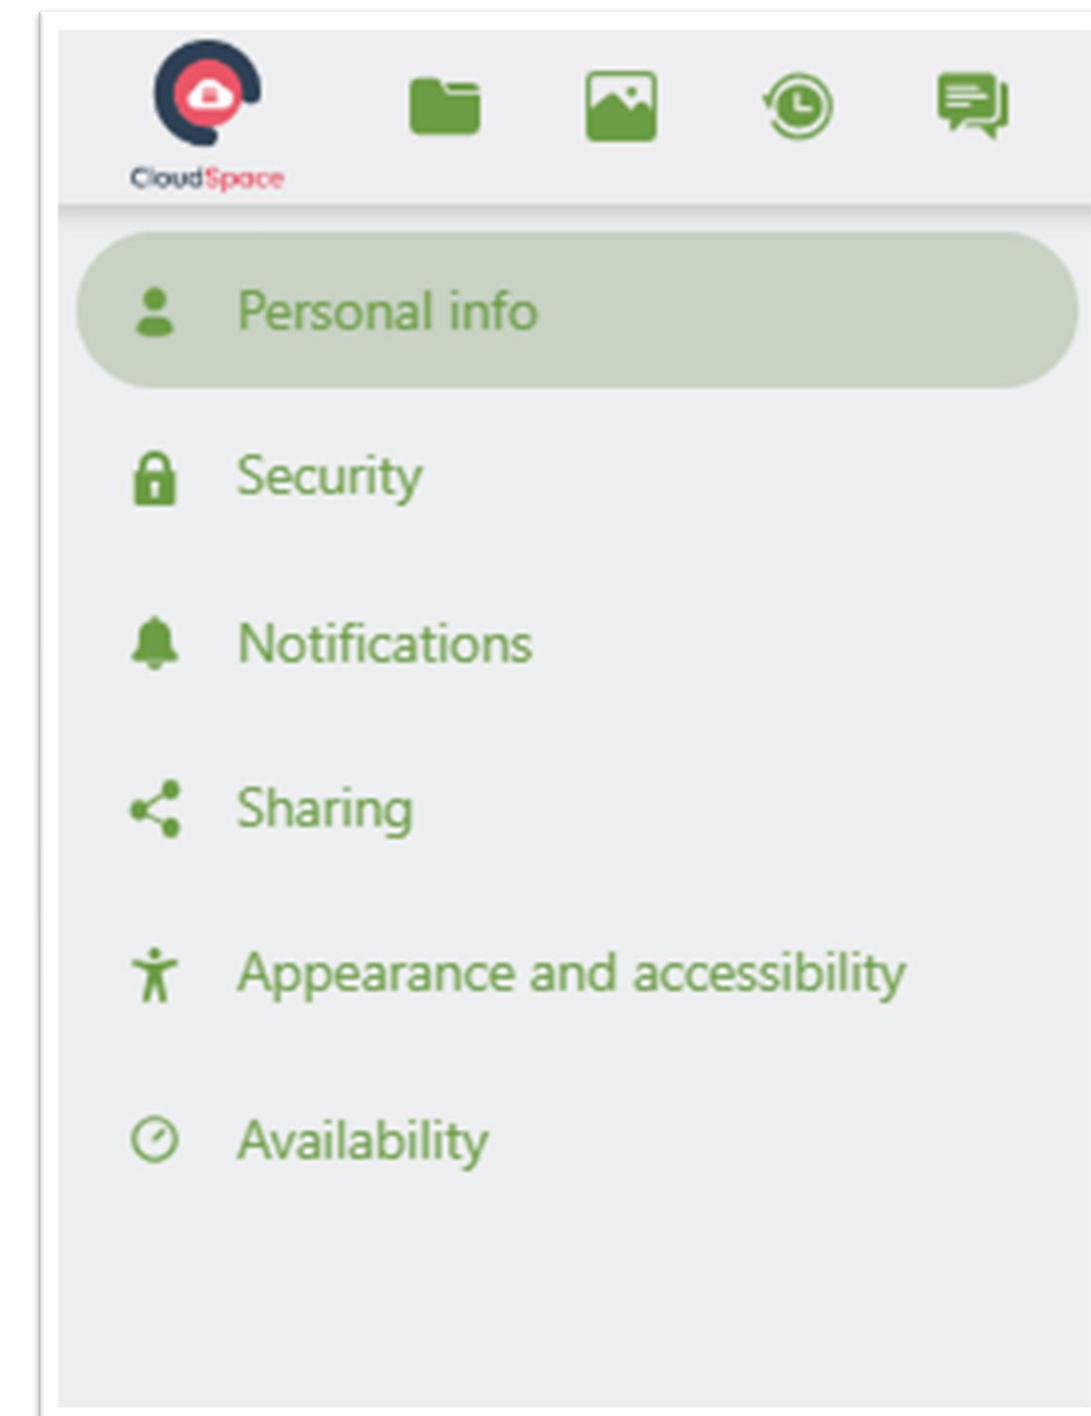 CloudSpace
Personal info
Security
Notifications
Sharing
Appearance and accessibility
Availability